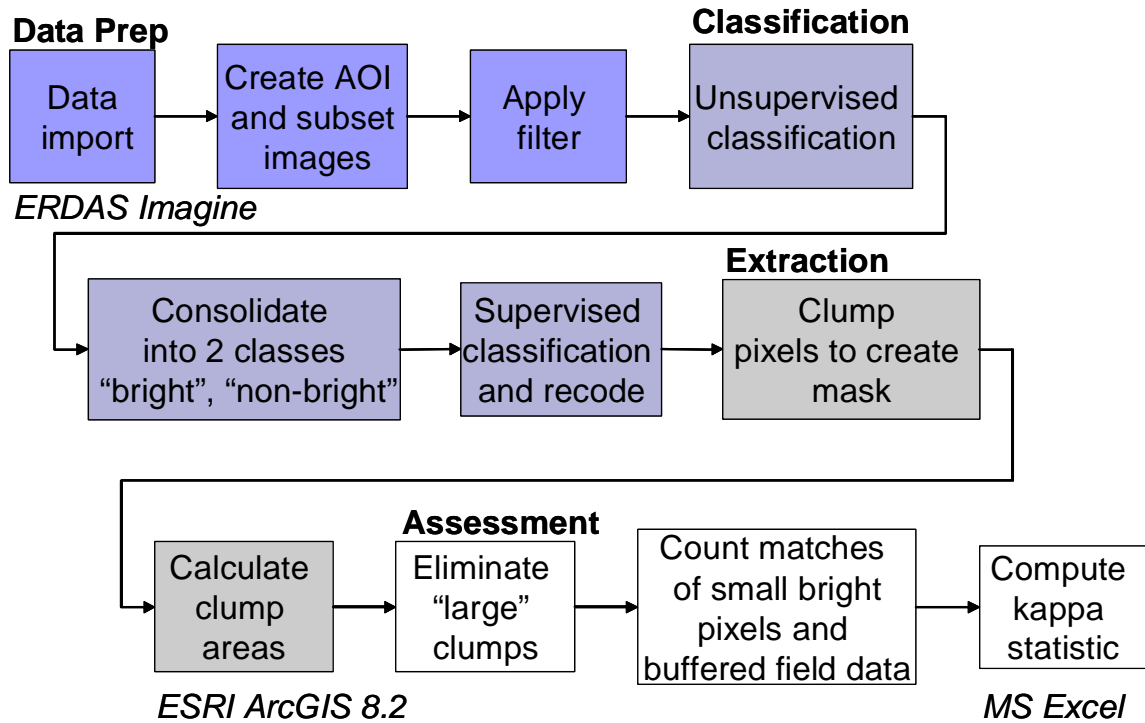 Data Prep
Classification
Data
import
Create AOI
and subset
images
Apply
filter
Unsupervised
classification
ERDAS Imagine
Extraction
Consolidate
into 2 classes
“bright”, “non-bright”
Supervised
classification
and recode
Clump
pixels to create
mask
Assessment
Calculate
clump
areas
Eliminate
“large”
clumps
Count matches
of small bright
pixels and
buffered field data
Compute
kappa
statistic
ESRI ArcGIS 8.2
MS Excel